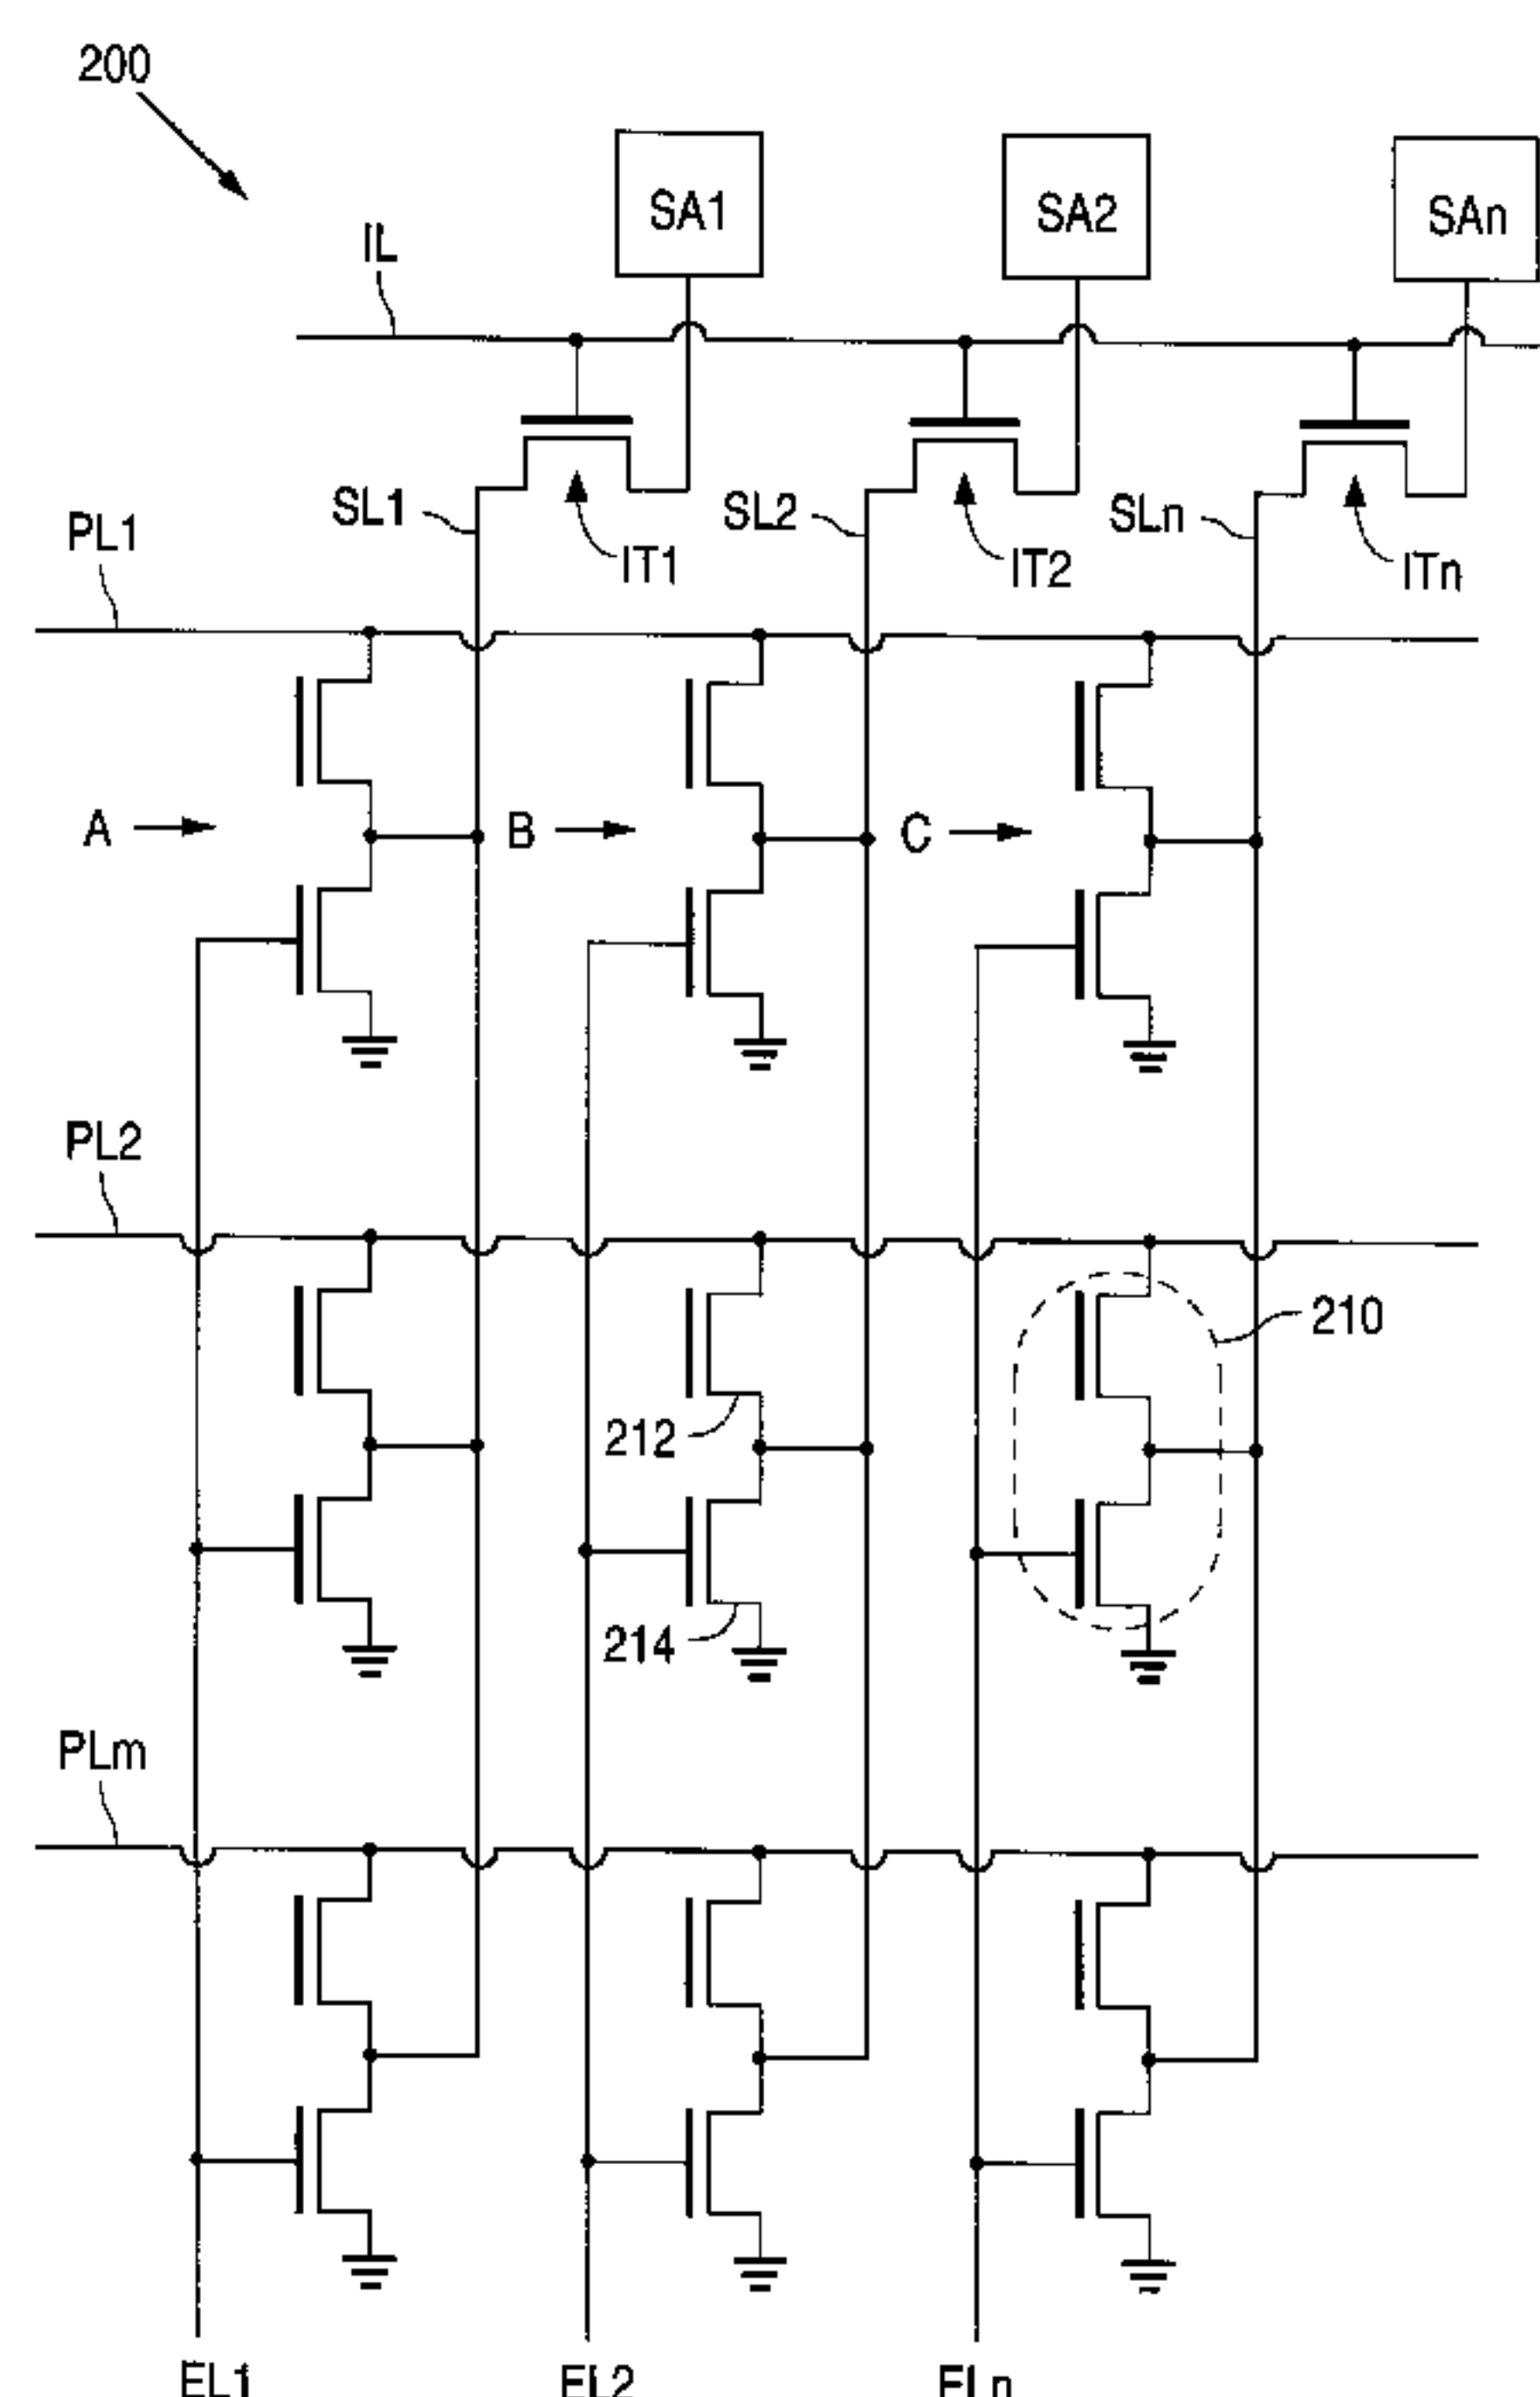 200
SA1
SA2
SAn
IL
SL1
SL2
SLn
PL1
IT1
IT2
ITn
A
B
C
PL2
210
212
214
PLm
EL1
EL2
ELn